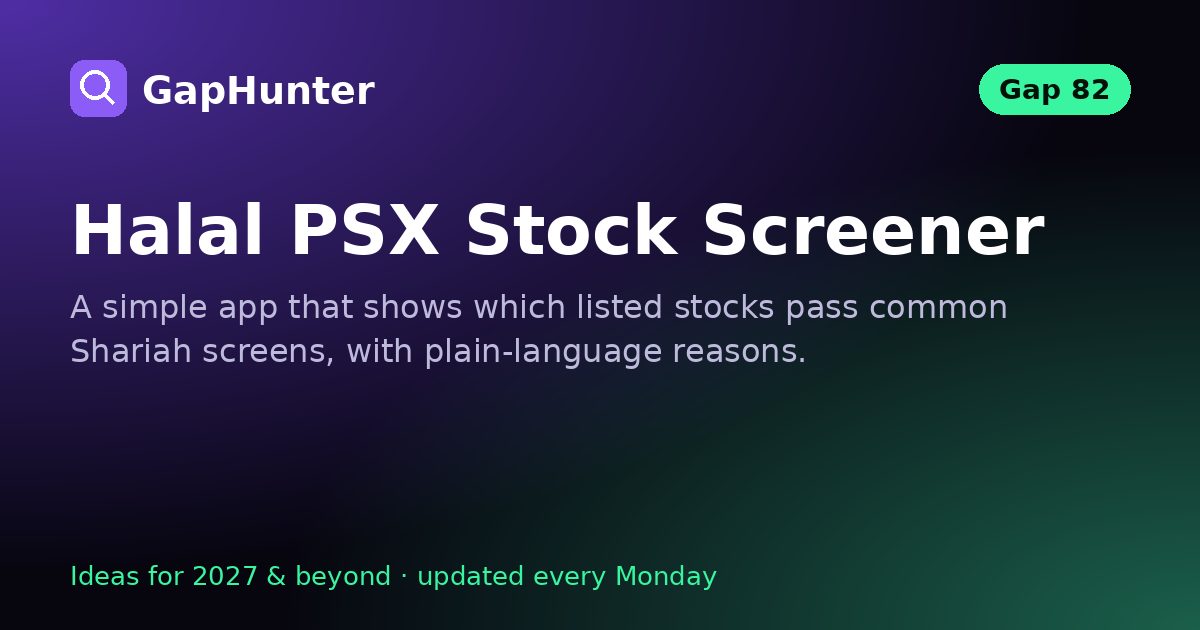 GapHunter
Gap 82
Halal PSX Stock Screener
A simple app that shows which listed stocks pass common
Shariah screens, with plain-language reasons.
Ideas for 2027 & beyond · updated every Monday